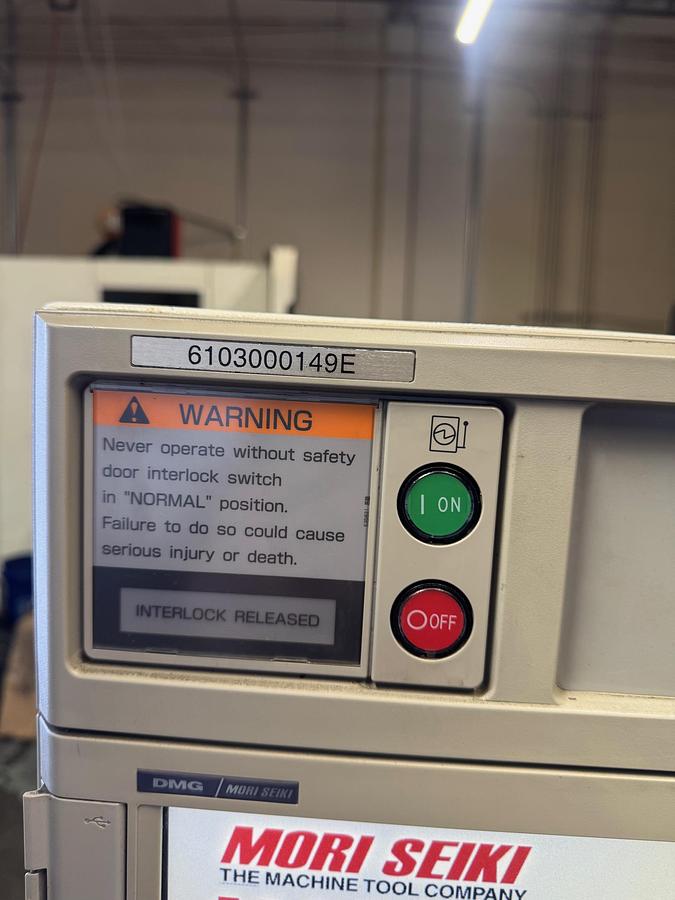 6103000149E
WARNING
Never operate without safety
door interlock switch
in "NORMAL" position.
Failure to do so could cause
serious injury or death.
INTERLOCK RELEASED
I ON
O OFF
DMG / MORI SEIKI
MORI SEIKI
THE MACHINE TOOL COMPANY